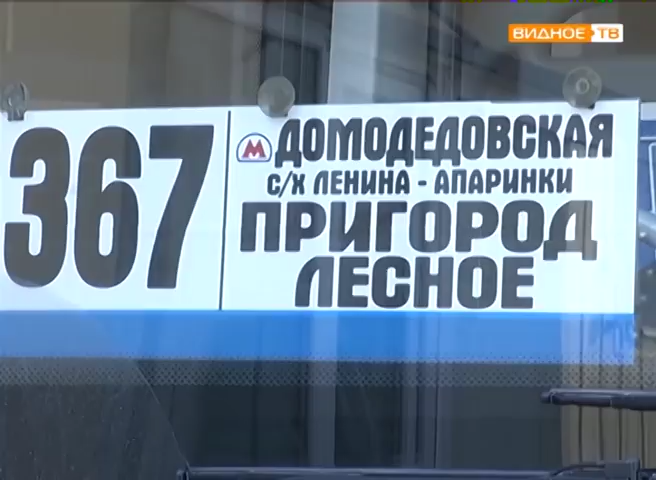 ВИДНОЕ ТВ
367
М ДОМОДЕДОВСКАЯ
С/Х ЛЕНИНА - АПАРИНКИ
ПРИГОРОД
ЛЕСНОЕ